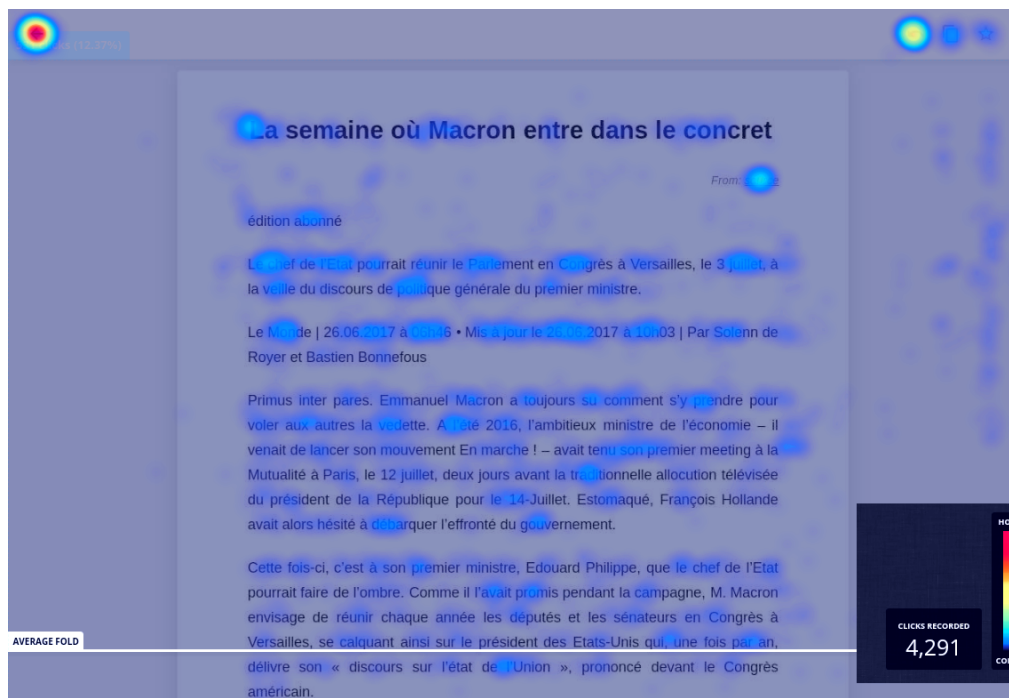 (12.37%)
La semaine où Macron entre dans le concret
From:
édition abonné
Le chef de l'Etat pourrait réunir le Parlement en Congrès à Versailles, le 3 juillet, à
la veille du discours de politique générale du premier ministre.
Le Monde | 26.06.2017 à 06h46 • Mis à jour le 26.06.2017 à 10h03 | Par Solenn de
Royer et Bastien Bonnefous
Primus inter pares. Emmanuel Macron a toujours su comment s'y prendre pour
voler aux autres la vedette. A l'été 2016, l'ambitieux ministre de l'économie – il
venait de lancer son mouvement En marche ! – avait tenu son premier meeting à la
Mutualité à Paris, le 12 juillet, deux jours avant la traditionnelle allocution télévisée
du président de la République pour le 14-Juillet. Estomaqué, François Hollande
avait alors hésité à débarquer l'effronté du gouvernement.
Cette fois-ci, c'est à son premier ministre, Edouard Philippe, que le chef de l'Etat
pourrait faire de l'ombre. Comme il l'avait promis pendant la campagne, M. Macron
envisage de réunir chaque année les députés et les sénateurs en Congrès à
Versailles, se calquant ainsi sur le président des Etats-Unis qui, une fois par an,
délivre son « discours sur l'état de l'Union », prononcé devant le Congrès
américain.
AVERAGE FOLD
CLICKS RECORDED
4,291